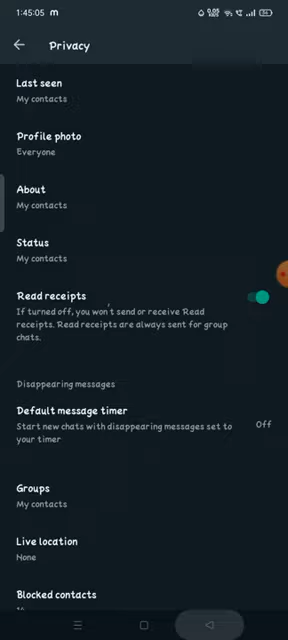 1:45:05 m
Privacy
Last seen
My contacts
Profile photo
Everyone
About
My contacts
Status
My contacts
Read receipts
If turned off, you won't send or receive Read
receipts. Read receipts are always sent for group
chats.
Disappearing messages
Default message timer
Start new chats with disappearing messages set to
your timer
Off
Groups
My contacts
Live location
None
Blocked contacts